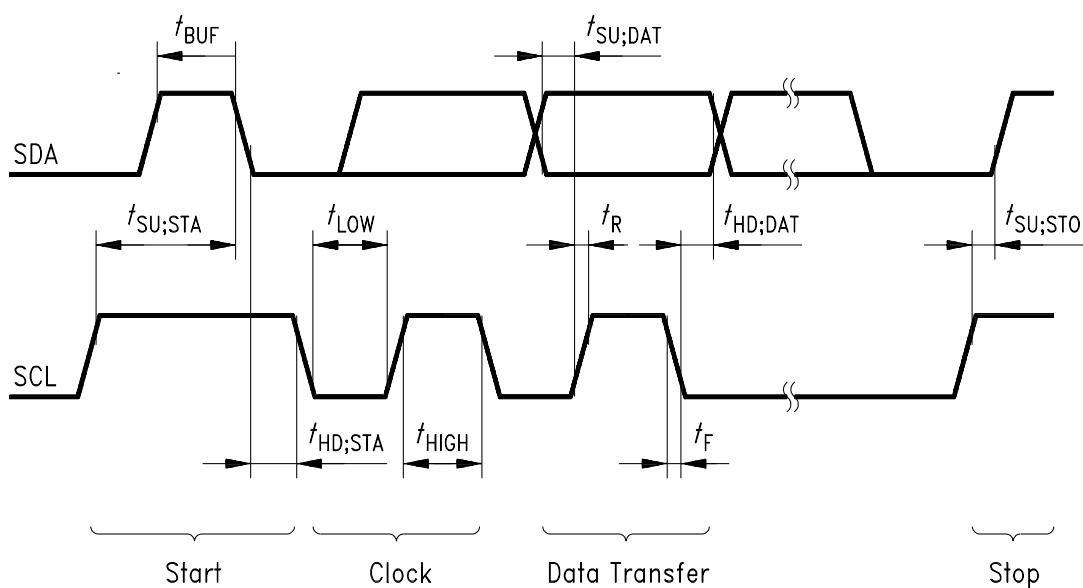 tBUF
tSU;DAT
SDA
tSU;STA
tLOW
tR
tHD;DAT
tSU;STO
SCL
tHD;STA
tHIGH
tF
Start
Clock
Data Transfer
Stop